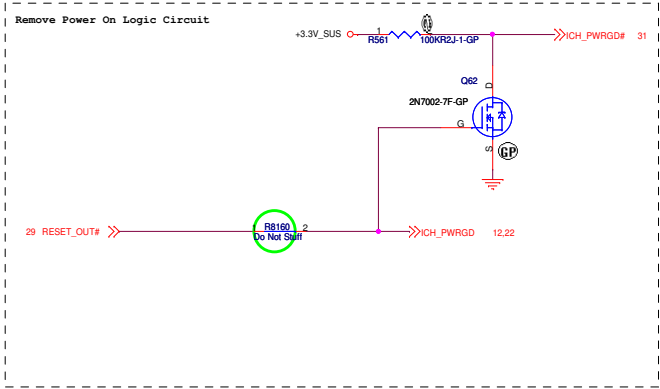 Remove Power On Logic Circuit
+3.3V_SUS
1
R561
100KR2J-1-GP
ICH_PWRGD# 31
Q62
D
2N7002-7F-GP
G
S
GP
29 RESET_OUT#
1
R8160
2
Do Not Stuff
ICH_PWRGD 12,22